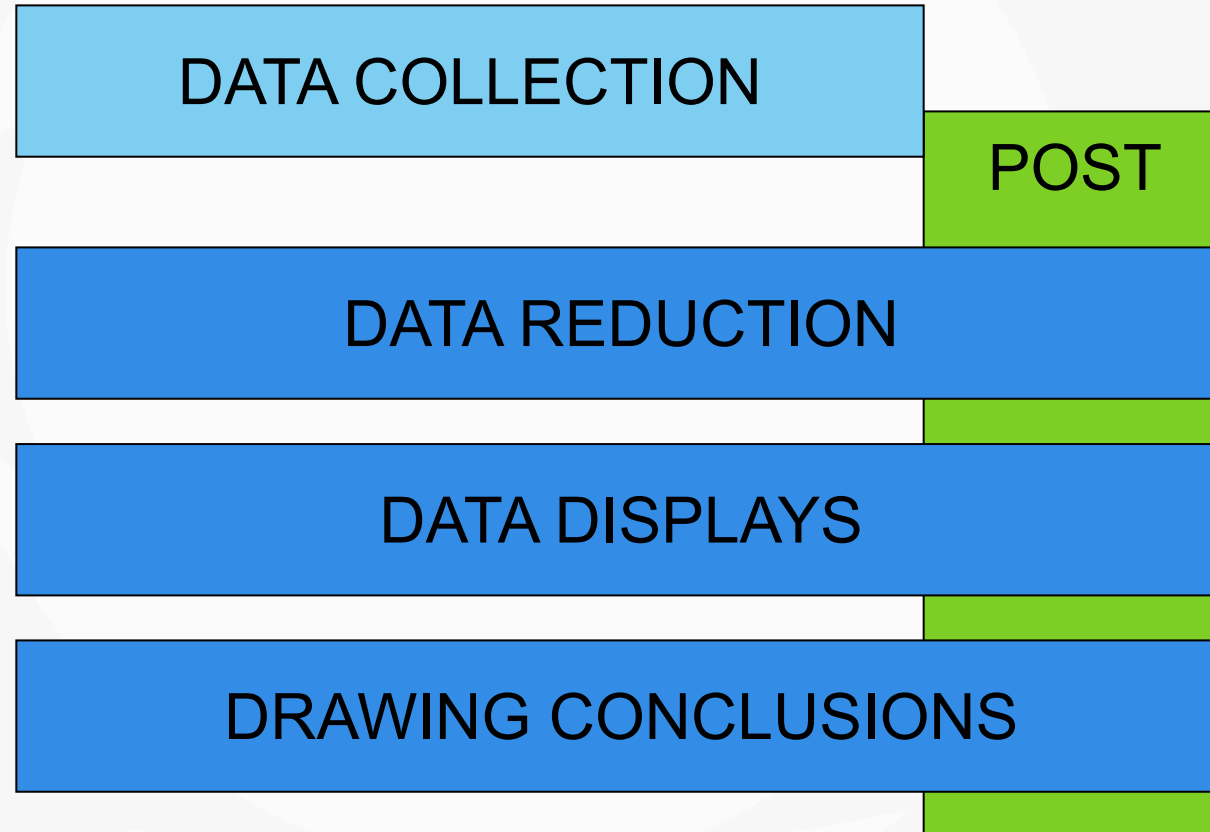 DATA COLLECTION
POST
DATA REDUCTION
DATA DISPLAYS
DRAWING CONCLUSIONS